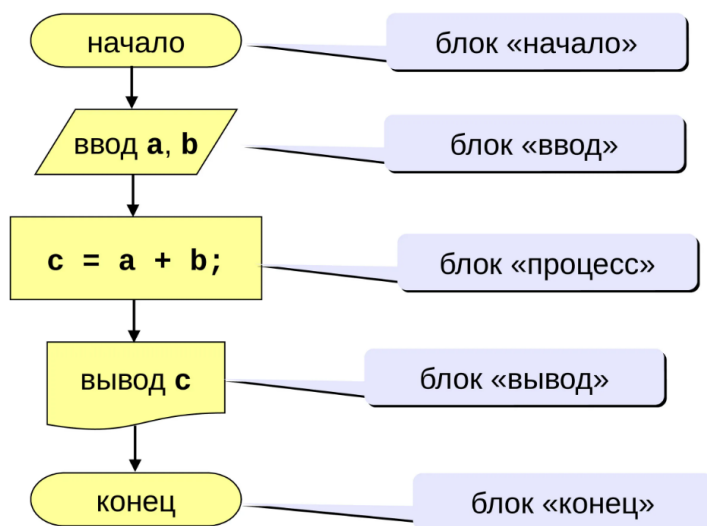 начало
блок «начало»
ввод a, b
блок «ввод»
c = a + b;
блок «процесс»
вывод c
блок «вывод»
конец
блок «конец»